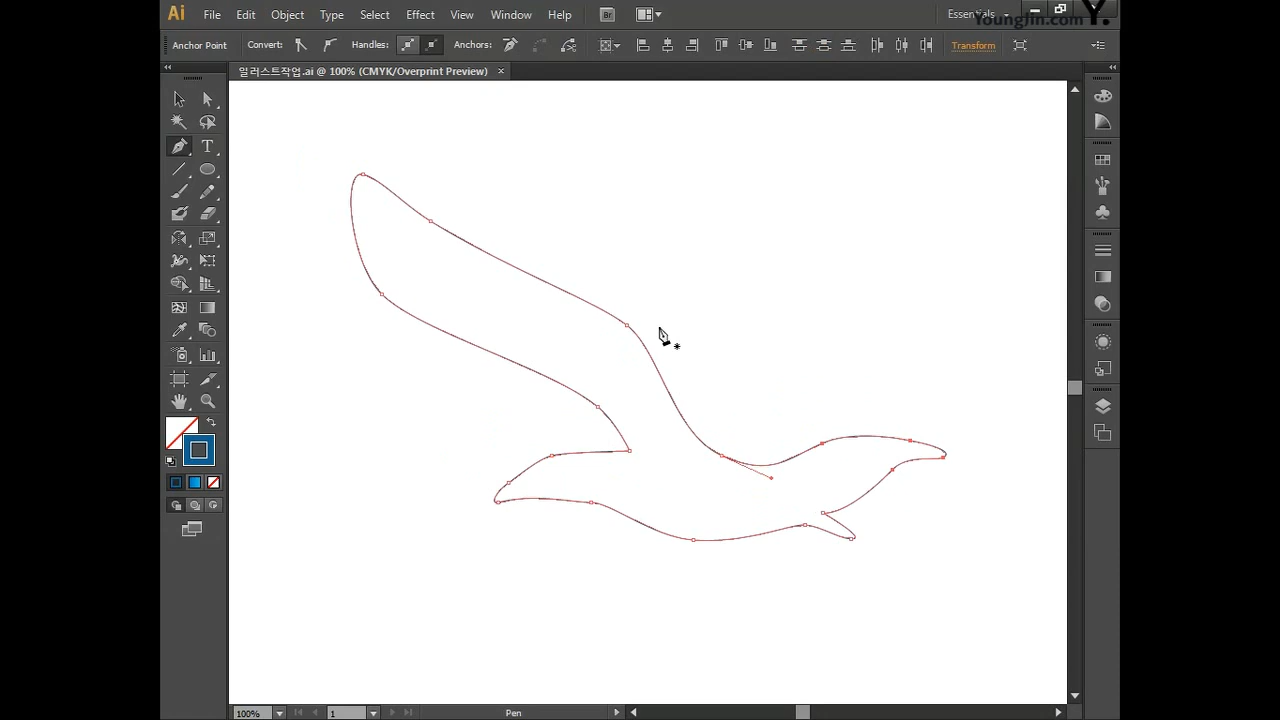 Ai File Edit Object Type Select Effect View Window Help Br Essentials
YoungJin.com Y.
Anchor Point Convert: Handles: Anchors: Transform
일러스트작업.ai @ 100% (CMYK/Overprint Preview) ×
T
100% 1 Pen